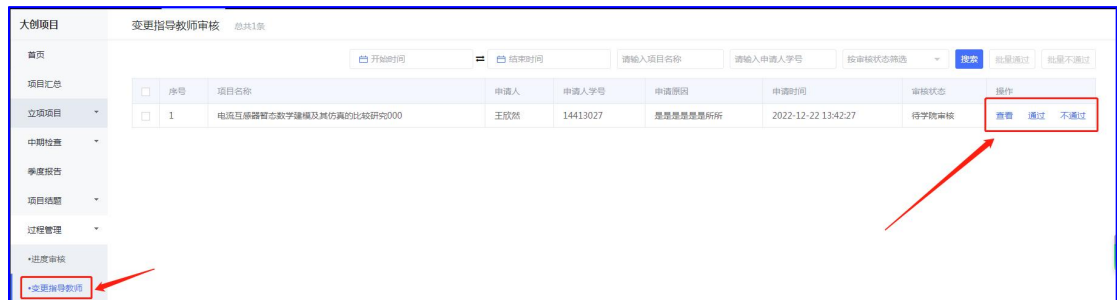 大创项目
变更指导教师审核 总共1条
首页
开始时间 结束时间 请输入项目名称 请输入申请人学号 按审核状态筛选 搜索 批量通过 批量不通过
项目汇总
序号 项目名称 申请人 申请人学号 申请原因 申请时间 审核状态 操作
立项项目
1 电流互感器暂态数学建模及其仿真的比较研究000 王欣然 14413027 是是是是是是所所 2022-12-22 13:42:27 待学院审核 查看 通过 不通过
中期检查
季度报告
项目结题
过程管理
•进度审核
•变更指导教师